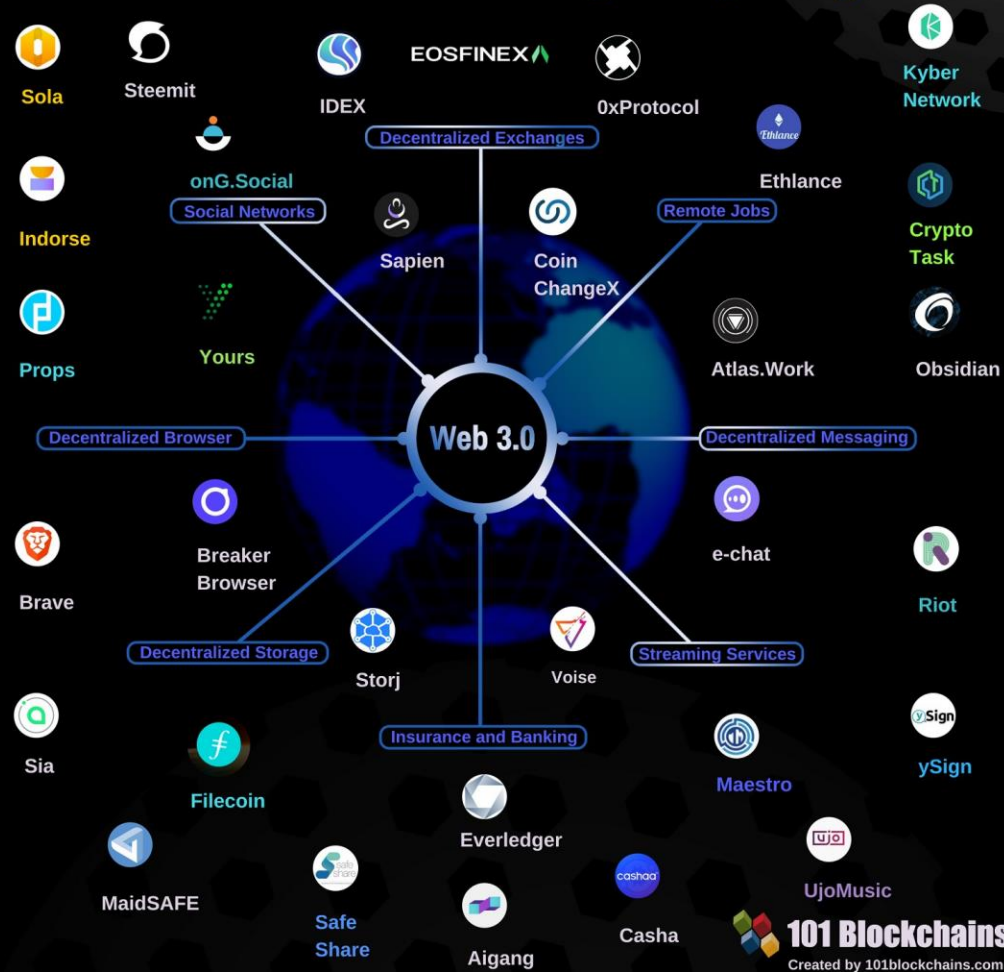 Sola
Steemit
IDEX
EOSFINEX
0xProtocol
Kyber
Network
Decentralized Exchanges
Ethlance
Ethlance
onG.Social
Social Networks
Indorse
Sapien
Coin
ChangeX
Remote Jobs
Crypto
Task
Props
Yours
Atlas.Work
Obsidian
Decentralized Browser
Web 3.0
Decentralized Messaging
Breaker
Browser
e-chat
Brave
Riot
Decentralized Storage
Storj
Voise
Streaming Services
Sia
Filecoin
Insurance and Banking
Maestro
ySign
ySign
Everledger
MaidSAFE
safe
share
Safe
Share
Aigang
cashaa
Casha
ujo
UjoMusic
101 Blockchains
Created by 101blockchains.com